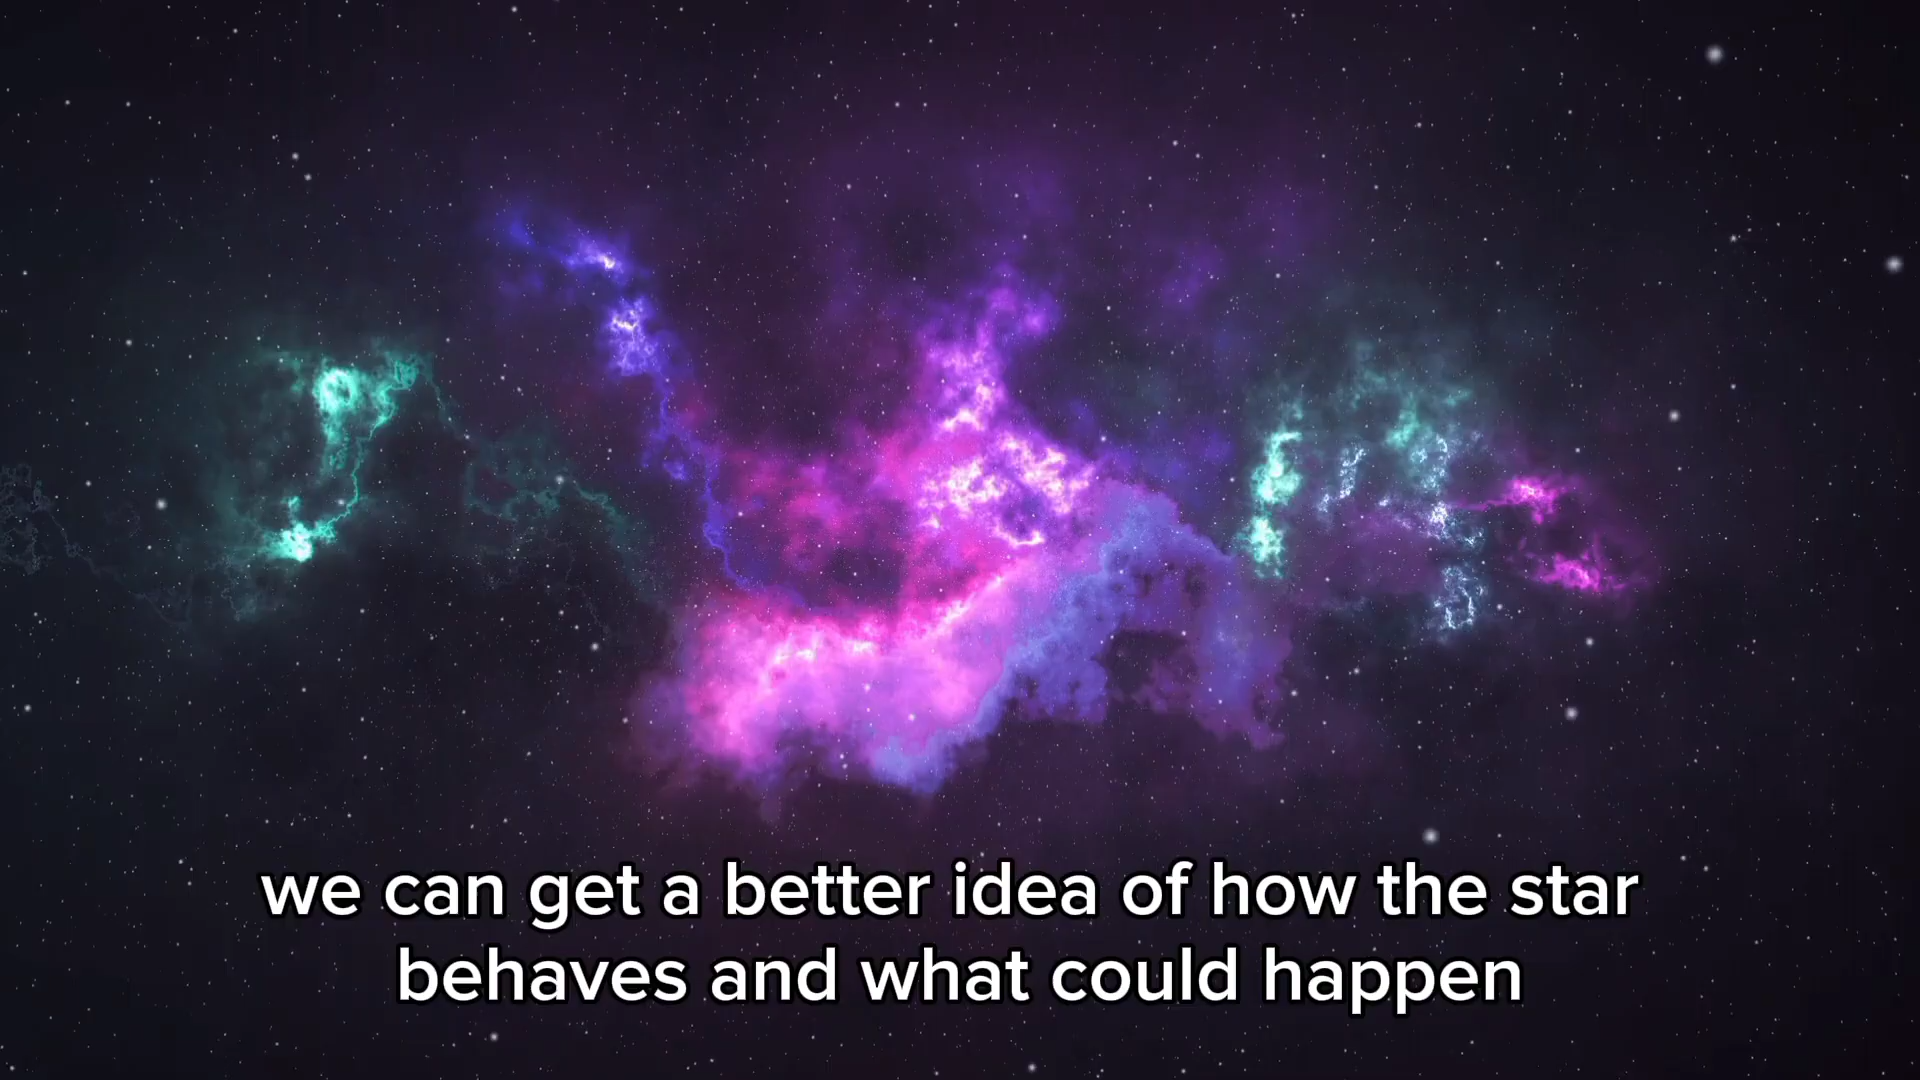 we can get a better idea of how the star
behaves and what could happen